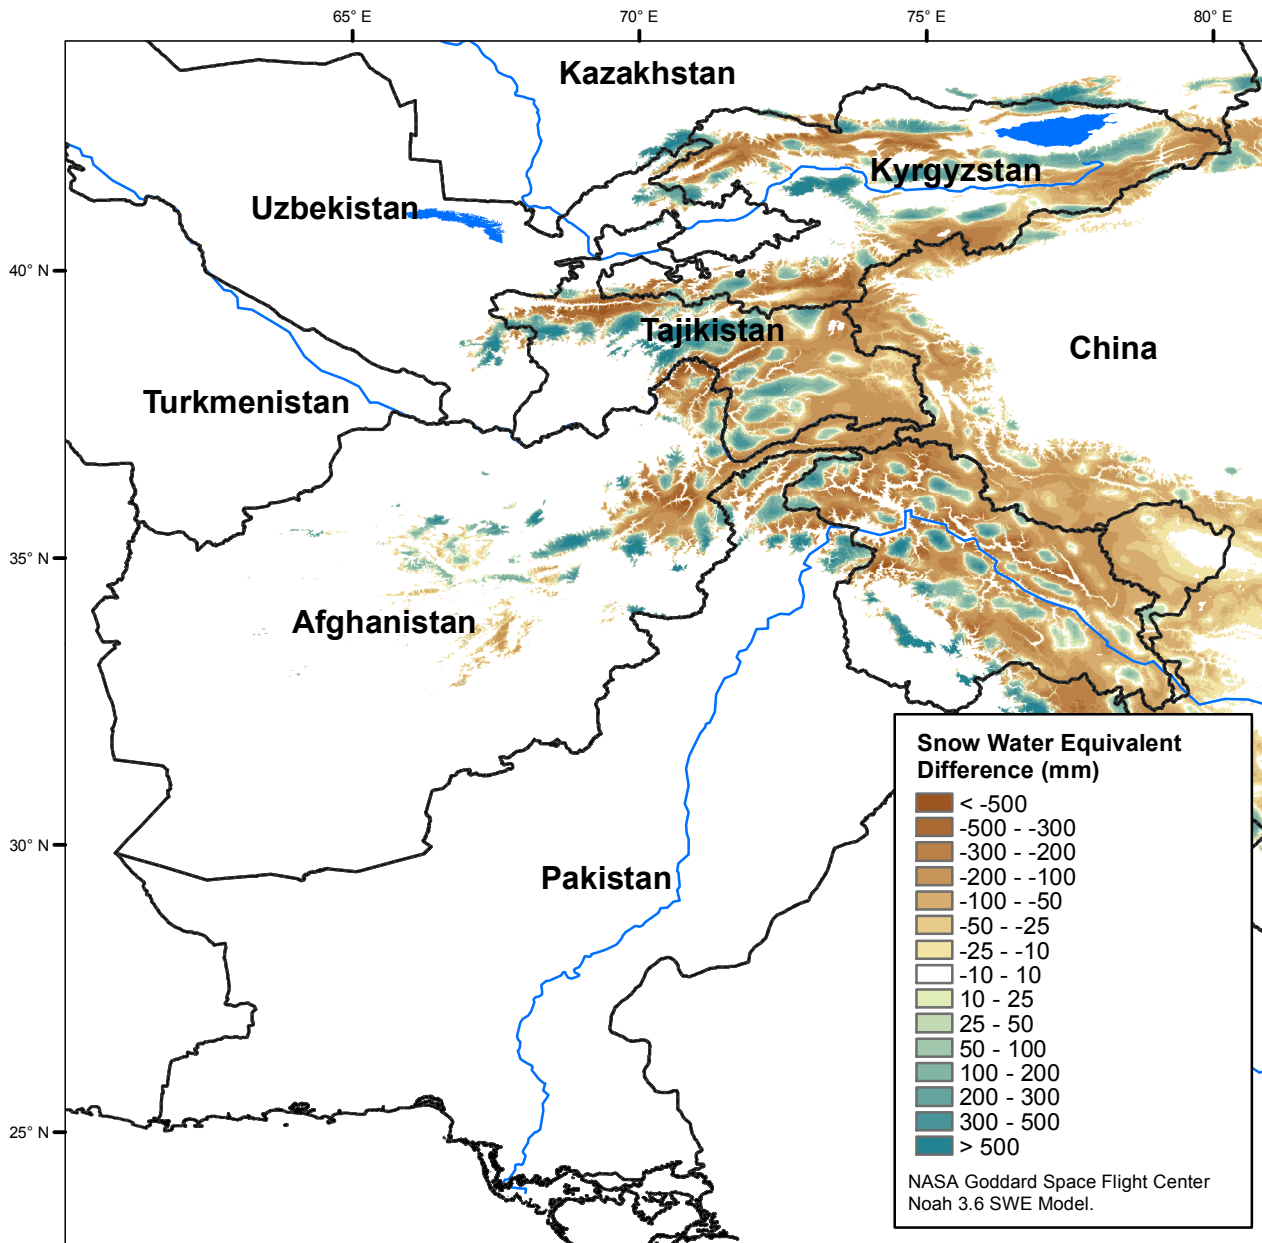 65° E
70° E
75° E
80° E
Kazakhstan
Kyrgyzstan
Uzbekistan
40° N
Tajikistan
China
Turkmenistan
35° N
Afghanistan
30° N
Pakistan
25° N
Snow Water Equivalent
Difference (mm)
< -500
-500 - -300
-300 - -200
-200 - -100
-100 - -50
-50 - -25
-25 - -10
-10 - 10
10 - 25
25 - 50
50 - 100
100 - 200
200 - 300
300 - 500
> 500
NASA Goddard Space Flight Center
Noah 3.6 SWE Model.